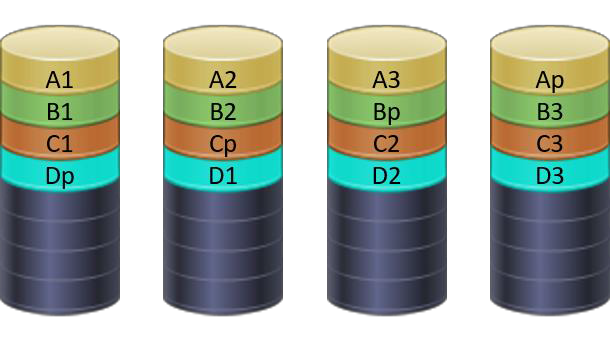 A1 A2 A3 Ap
B1 B2 Bp B3
C1 Cp C2 C3
Dp D1 D2 D3